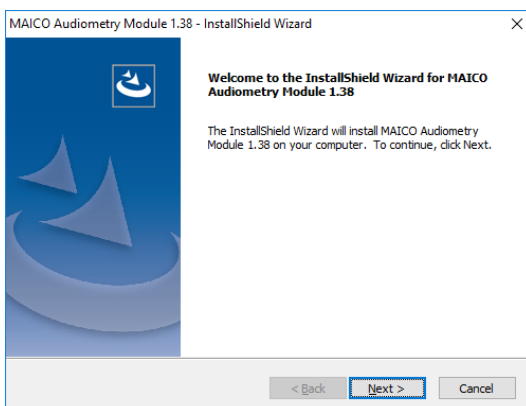 MAICO Audiometry Module 1.38 - InstallShield Wizard
Welcome to the InstallShield Wizard for MAICO
Audiometry Module 1.38
The InstallShield Wizard will install MAICO Audiometry
Module 1.38 on your computer. To continue, click Next.
< Back Next > Cancel